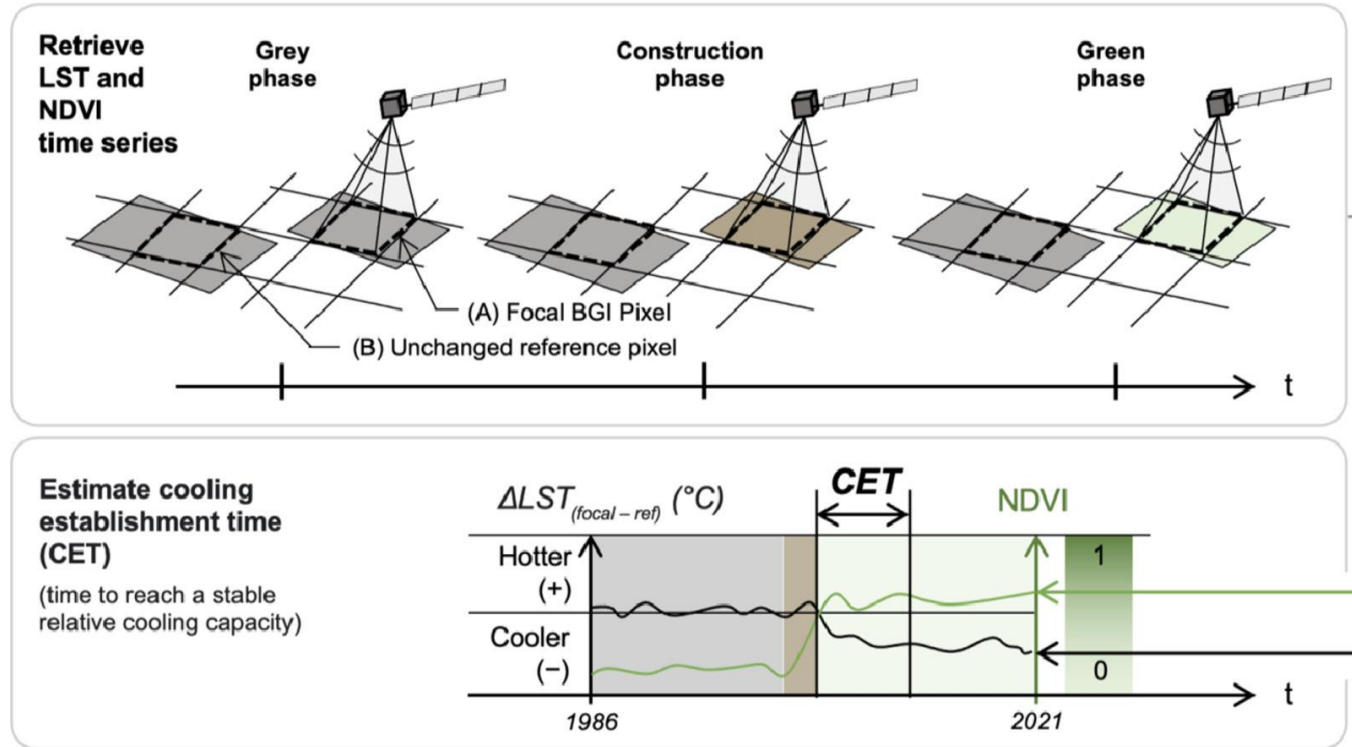 Retrieve
LST and
NDVI
time series
Grey
phase
Construction
phase
Green
phase
(A) Focal BGI Pixel
(B) Unchanged reference pixel
t
Estimate cooling
establishment time
(CET)
(time to reach a stable
relative cooling capacity)
ΔLST(focal – ref) (°C)
CET
NDVI
Hotter
(+)
Cooler
(−)
1
0
t
1986
2021